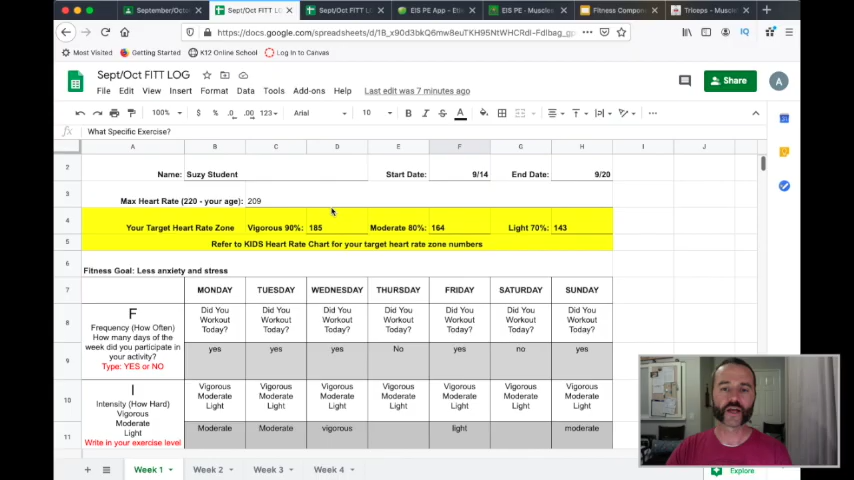 September/Octo
Sept/Oct FITT LOG
Sept/Oct FITT LOG
EIS PE App - Ette
EIS PE - Muscles
Fitness Compon
Triceps - Muscle
https://docs.google.com/spreadsheets/d/1B_x90d3bkQ6mw8euTKH95NtWHCRdI-Fdlbag_gp
Most Visited
Getting Started
K12 Online School
Log In to Canvas
Sept/Oct FITT LOG
File Edit View Insert Format Data Tools Add-ons Help Last edit was 7 minutes ago
Share
A
100% $ % .0 .00 123 Arial 10 B I S A
fx What Specific Exercise?
A B C D E F G H I J
2 Name: Suzy Student Start Date: 9/14 End Date: 9/20
3 Max Heart Rate (220 - your age): 209
4 Your Target Heart Rate Zone Vigorous 90%: 185 Moderate 80%: 164 Light 70%: 143
5 Refer to KIDS Heart Rate Chart for your target heart rate zone numbers
6 Fitness Goal: Less anxiety and stress
7 MONDAY TUESDAY WEDNESDAY THURSDAY FRIDAY SATURDAY SUNDAY
F
Frequency (How Often)
How many days of the
week did you participate in
your activity?
Type: YES or NO
8
Did You
Workout
Today?
Did You
Workout
Today?
Did You
Workout
Today?
Did You
Workout
Today?
Did You
Workout
Today?
Did You
Workout
Today?
Did You
Workout
Today?
9 yes yes yes No yes no yes
I
Intensity (How Hard)
Vigorous
Moderate
Light
Write in your exercise level
10
Vigorous
Moderate
Light
Vigorous
Moderate
Light
Vigorous
Moderate
Light
Vigorous
Moderate
Light
Vigorous
Moderate
Light
Vigorous
Moderate
Light
Vigorous
Moderate
Light
11 Moderate Moderate vigorous light moderate
Week 1 Week 2 Week 3 Week 4
Explore